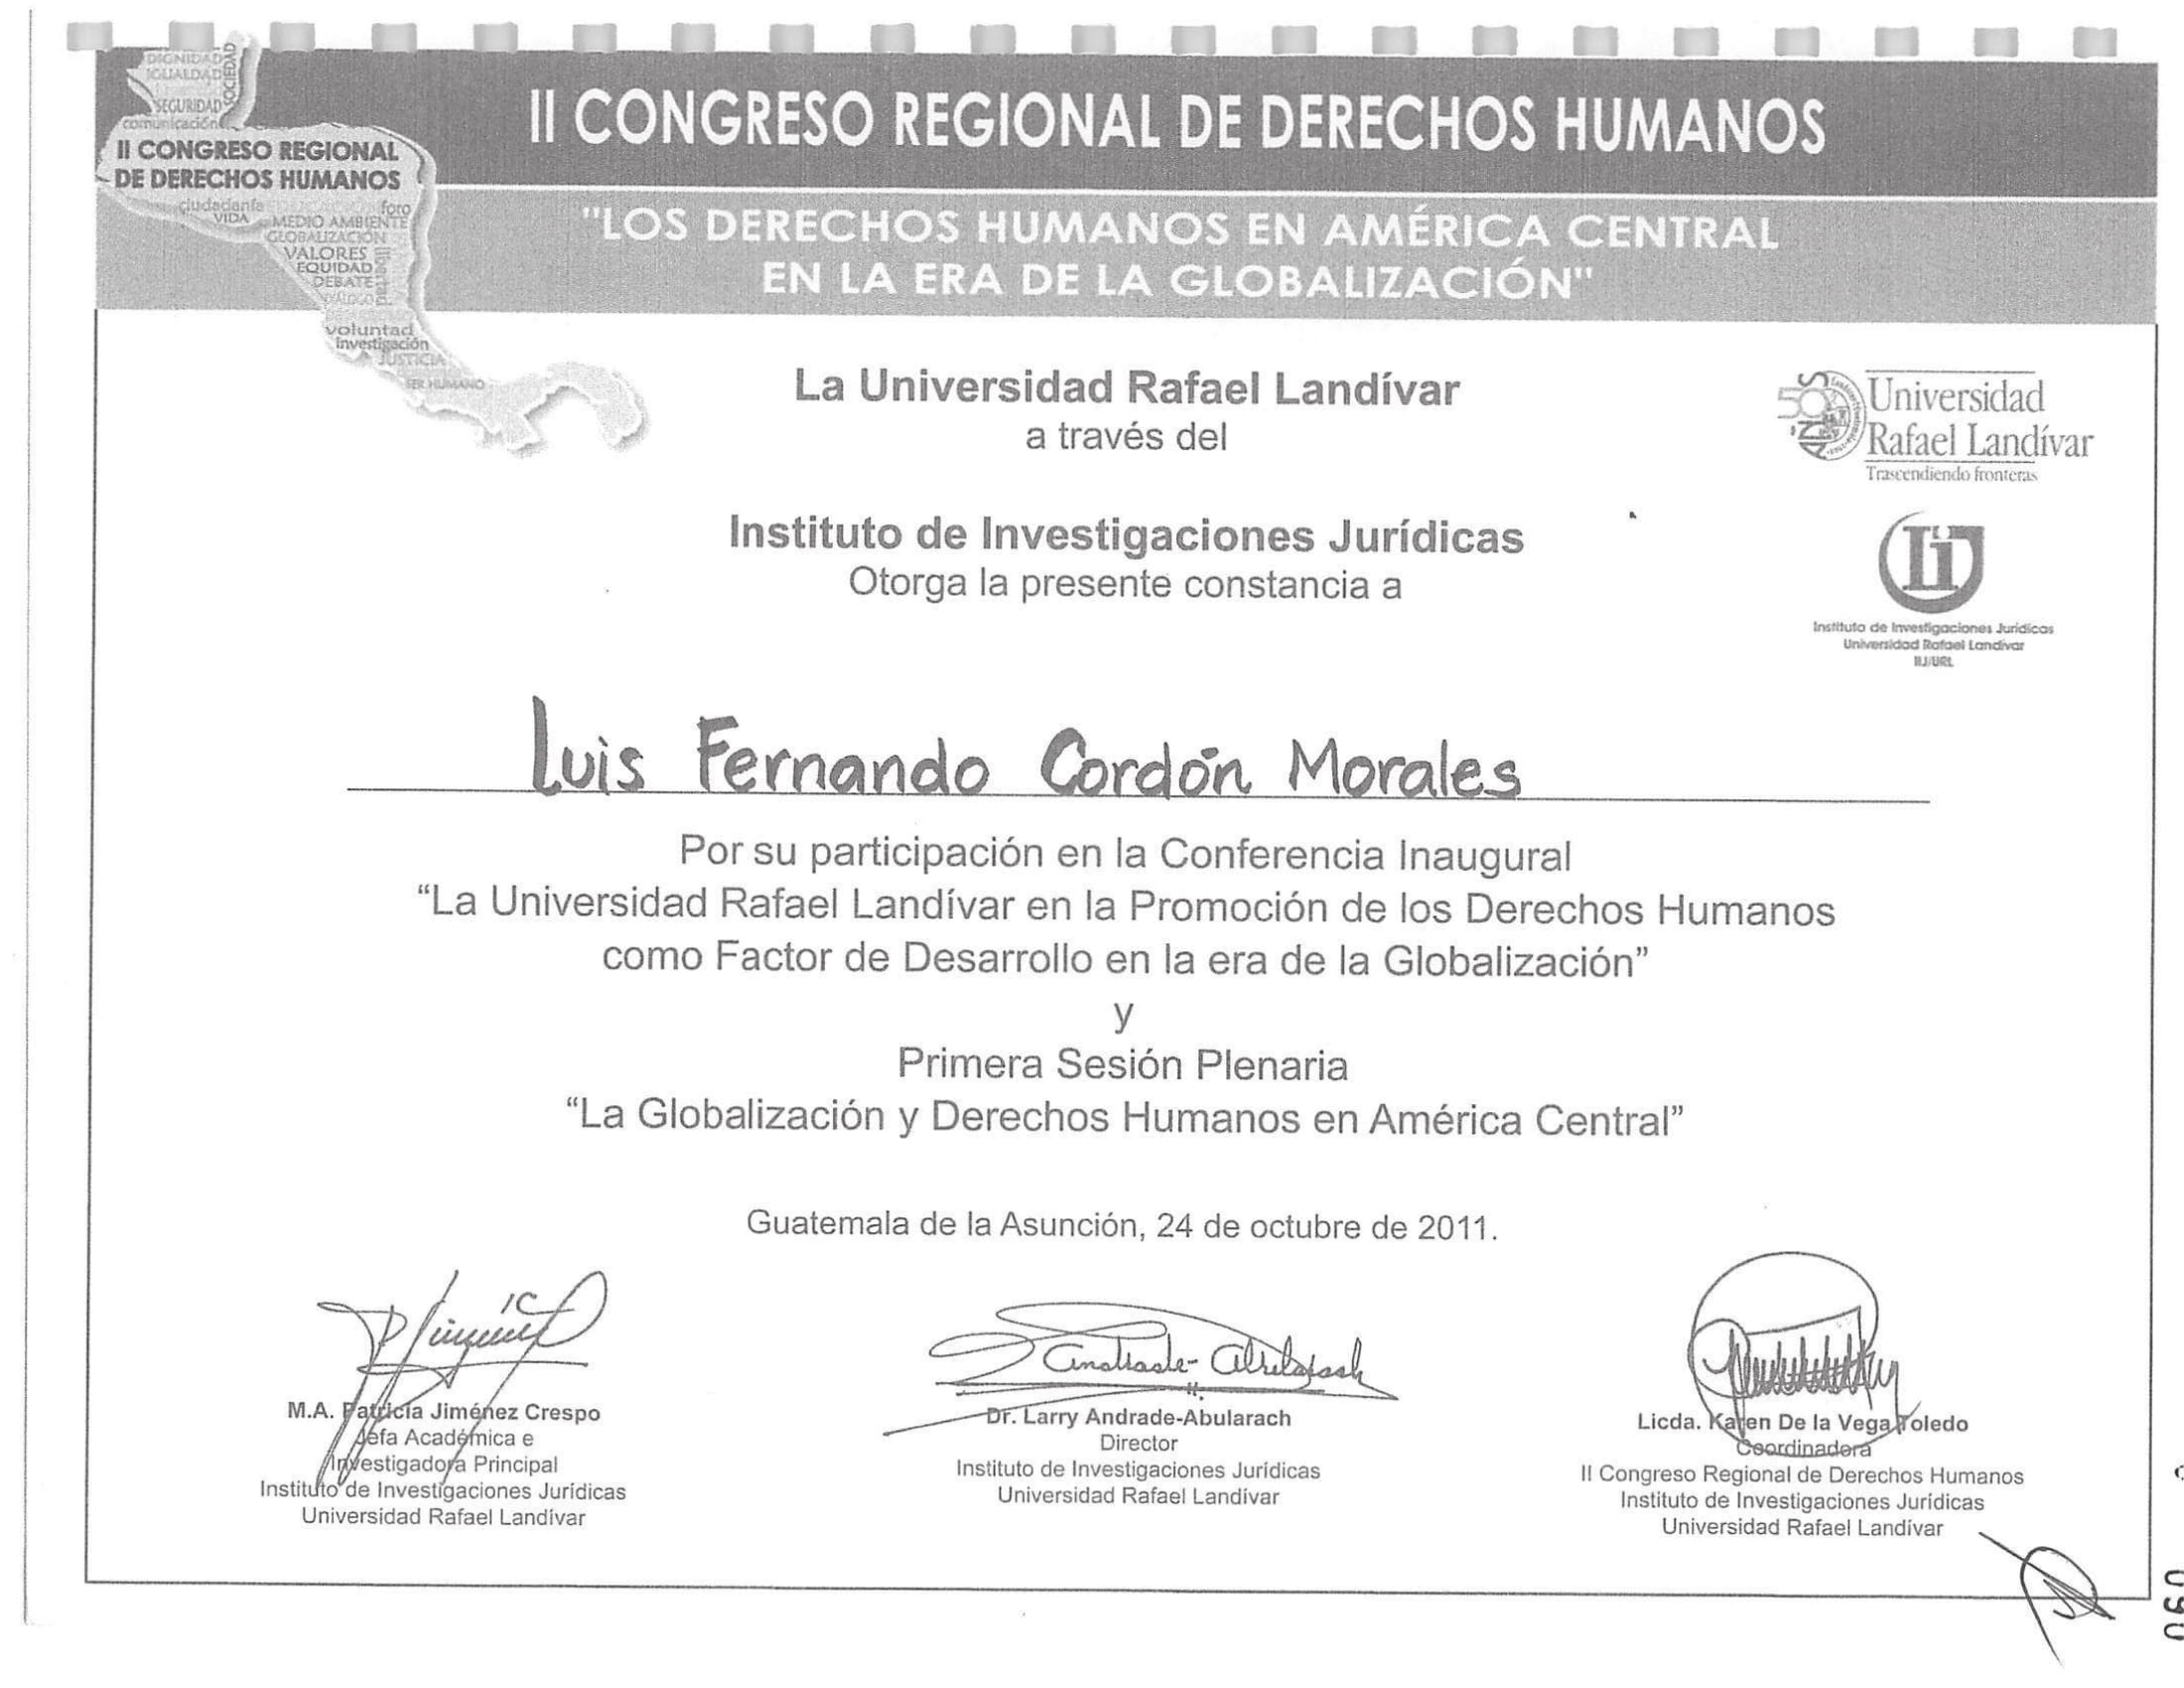 DIGNIDAD
IGUALDAD
SOCIEDAD
SEGURIDAD
comunicación
II CONGRESO REGIONAL
DE DERECHOS HUMANOS
ciudadanía
foro
VIDA
MEDIO AMBIENTE
GLOBALIZACIÓN
VALORES
EQUIDAD
DEBATE
DIÁLOGO
voluntad
investigación
JUSTICIA
SER HUMANO
II CONGRESO REGIONAL DE DERECHOS HUMANOS
"LOS DERECHOS HUMANOS EN AMÉRICA CENTRAL
EN LA ERA DE LA GLOBALIZACIÓN"
La Universidad Rafael Landívar
a través del
50 AÑOS
Universidad
Rafael Landívar
Trascendiendo fronteras
Instituto de Investigaciones Jurídicas
Otorga la presente constancia a
IIJ
Instituto de Investigaciones Jurídicas
Universidad Rafael Landívar
IIJ/URL
Luis Fernando Cordón Morales
Por su participación en la Conferencia Inaugural
“La Universidad Rafael Landívar en la Promoción de los Derechos Humanos
como Factor de Desarrollo en la era de la Globalización”
y
Primera Sesión Plenaria
“La Globalización y Derechos Humanos en América Central”
Guatemala de la Asunción, 24 de octubre de 2011.
M.A. Patricia Jiménez Crespo
Jefa Académica e
Investigadora Principal
Instituto de Investigaciones Jurídicas
Universidad Rafael Landívar
Dr. Larry Andrade-Abularach
Director
Instituto de Investigaciones Jurídicas
Universidad Rafael Landívar
Licda. Karen De la Vega Toledo
Coordinadora
II Congreso Regional de Derechos Humanos
Instituto de Investigaciones Jurídicas
Universidad Rafael Landívar